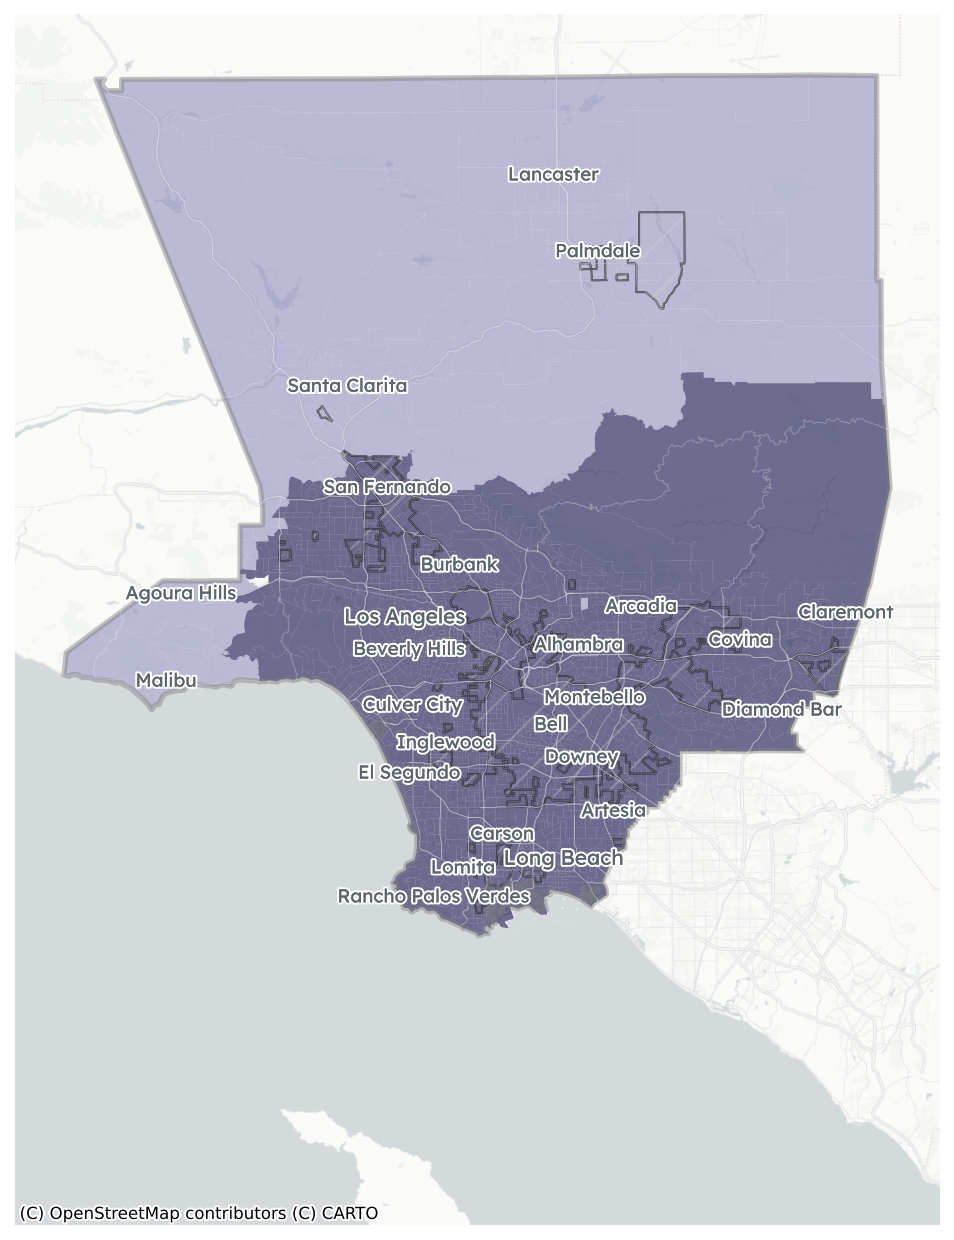 Lancaster
Palmdale
Santa Clarita
San Fernando
Burbank
Agoura Hills
Arcadia
Claremont
Los Angeles
Covina
Alhambra
Beverly Hills
Malibu
Montebello
Culver City
Diamond Bar
Bell
Inglewood
Downey
El Segundo
Artesia
Carson
Long Beach
Lomita
Rancho Palos Verdes
(C) OpenStreetMap contributors (C) CARTO